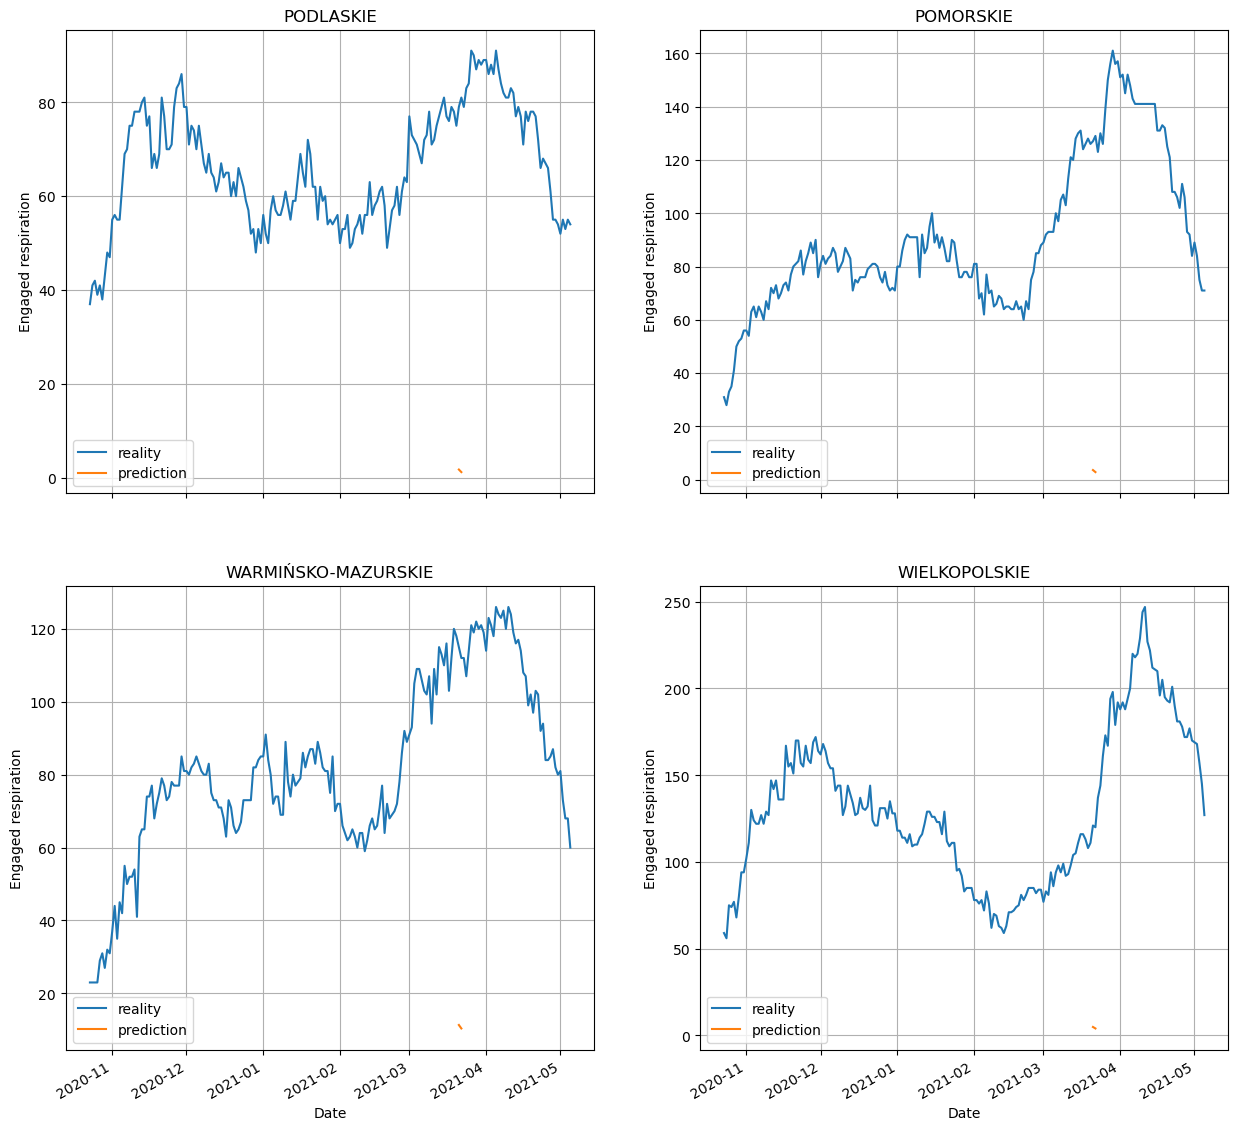 PODLASKIE
Engaged respiration
80
60
40
20
0
reality
prediction
POMORSKIE
Engaged respiration
160
140
120
100
80
60
40
20
0
reality
prediction
WARMIŃSKO-MAZURSKIE
Engaged respiration
120
100
80
60
40
20
reality
prediction
2020-11
2020-12
2021-01
2021-02
2021-03
2021-04
2021-05
Date
WIELKOPOLSKIE
Engaged respiration
250
200
150
100
50
0
reality
prediction
2020-11
2020-12
2021-01
2021-02
2021-03
2021-04
2021-05
Date